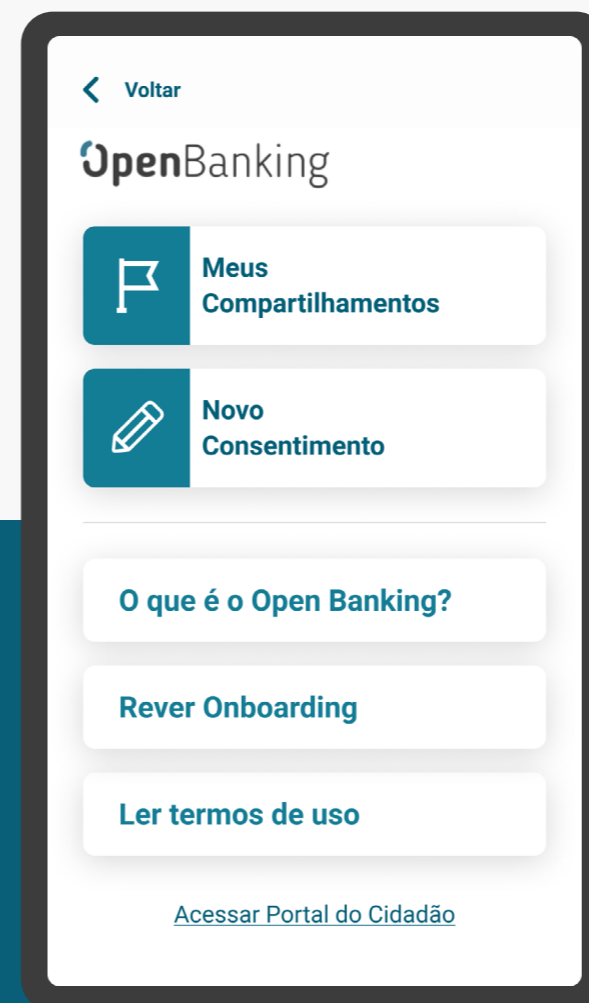 Voltar
OpenBanking
Meus
Compartilhamentos
Novo
Consentimento
O que é o Open Banking?
Rever Onboarding
Ler termos de uso
Acessar Portal do Cidadão